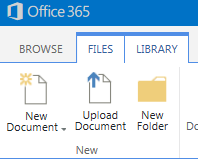 Office 365
BROWSE FILES LIBRARY
New Document
Upload Document
New Folder
New